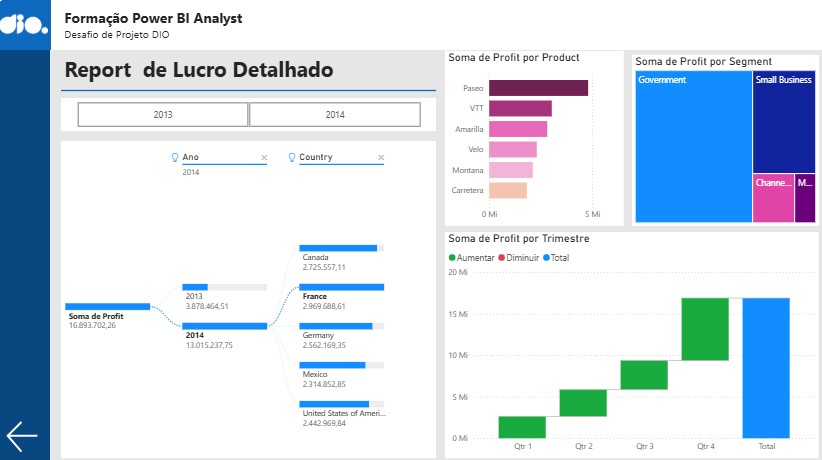 dio.
Formação Power BI Analyst
Desafio de Projeto DIO
Report de Lucro Detalhado
2013
2014
Ano
2014
Country
Soma de Profit
16.893.702,26
2013
3.878.464,51
2014
13.015.237,75
Canada
2.725.557,11
France
2.969.688,61
Germany
2.562.169,35
Mexico
2.314.852,85
United States of Ameri...
2.442.969,84
Soma de Profit por Product
Paseo
VTT
Amarilla
Velo
Montana
Carretera
0 Mi
5 Mi
Soma de Profit por Segment
Government
Small Business
Channe...
M...
Soma de Profit por Trimestre
Aumentar Diminuir Total
20 Mi
15 Mi
10 Mi
5 Mi
0 Mi
Qtr 1
Qtr 2
Qtr 3
Qtr 4
Total